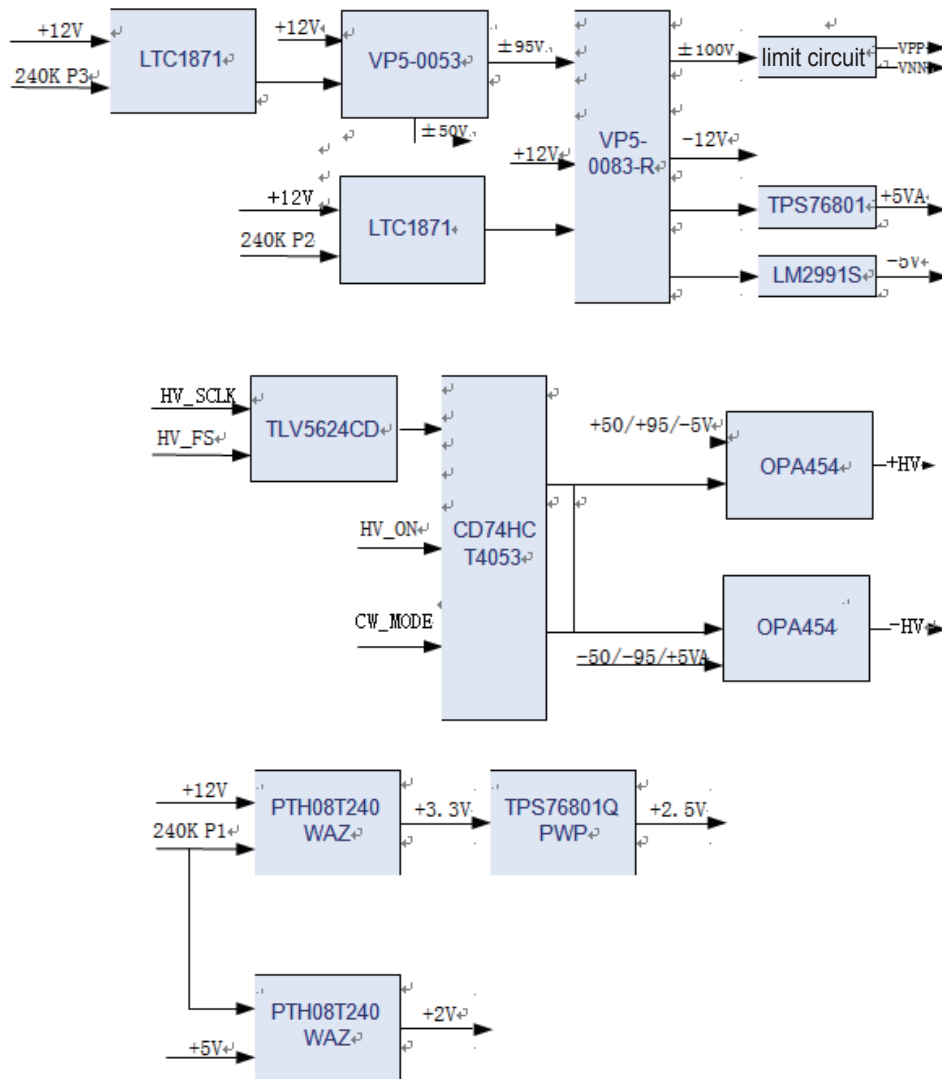 +12V
240K P3
LTC1871
+12V
VP5-0053
±95V
±50V
+12V
240K P2
LTC1871
+12V
VP5-
0083-R
±100V
limit circuit
VPP
VNN
-12V
TPS76801
+5VA
LM2991S
-5V
HV_SCLK
HV_FS
TLV5624CD
HV_ON
CW_MODE
CD74HC
T4053
+50/+95/-5V
OPA454
+HV
-50/-95/+5VA
OPA454
-HV
+12V
240K P1
PTH08T240
WAZ
+3.3V
TPS76801Q
PWP
+2.5V
+5V
PTH08T240
WAZ
+2V